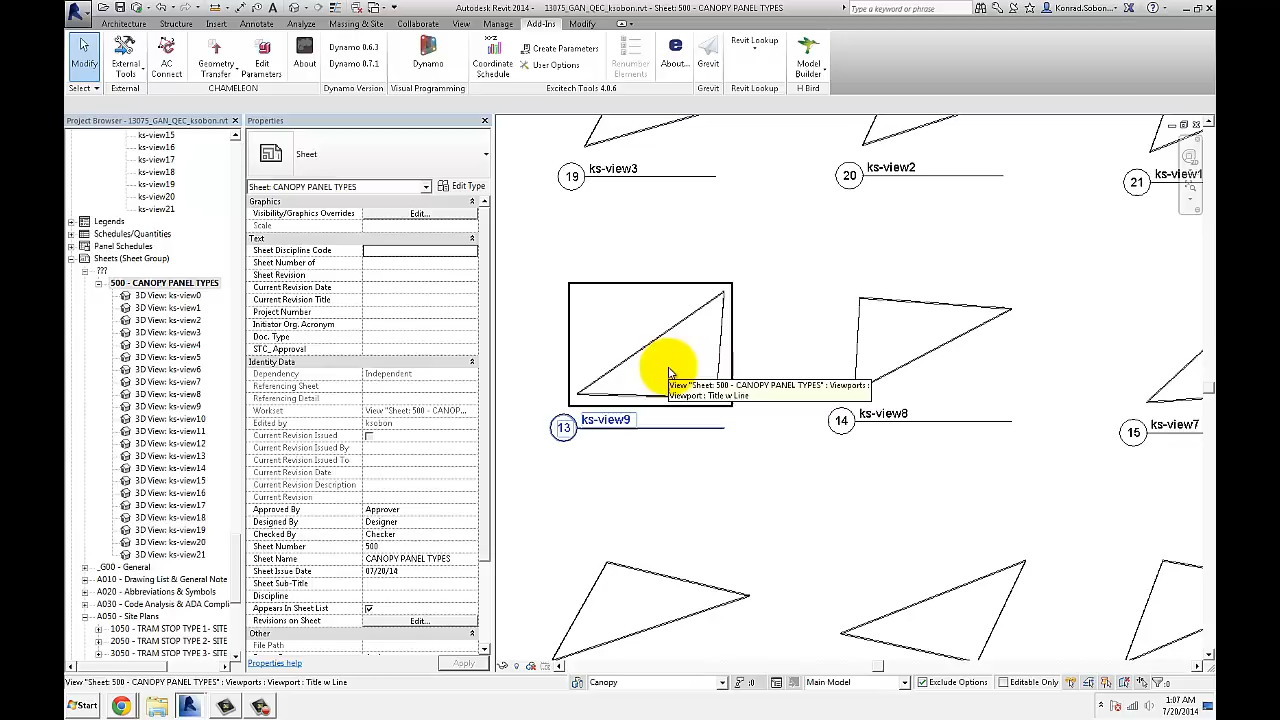 Autodesk Revit 2014 - 13075_GAN_QEC_ksobon.rvt - Sheet: 500 - CANOPY PANEL TYPES
Type a keyword or phrase
Konrad.Sobon...
Architecture Structure Insert Annotate Analyze Massing & Site Collaborate View Manage Add-Ins Modify
Modify
External Tools
AC Connect
Geometry Transfer
Edit Parameters
About
Dynamo 0.6.3
Dynamo 0.7.1
Dynamo
Coordinate Schedule
Create Parameters
User Options
Renumber Elements
About...
Grevit
Revit Lookup
Model Builder
Select External CHAMELEON Dynamo Version Visual Programming Excitech Tools 4.0.6 Grevit Revit Lookup H Bird
Project Browser - 13075_GAN_QEC_ksobon.rvt
ks-view15
ks-view16
ks-view17
ks-view18
ks-view19
ks-view20
ks-view21
Legends
Schedules/Quantities
Panel Schedules
Sheets (Sheet Group)
???
500 - CANOPY PANEL TYPES
3D View: ks-view0
3D View: ks-view1
3D View: ks-view2
3D View: ks-view3
3D View: ks-view4
3D View: ks-view5
3D View: ks-view6
3D View: ks-view7
3D View: ks-view8
3D View: ks-view9
3D View: ks-view10
3D View: ks-view11
3D View: ks-view12
3D View: ks-view13
3D View: ks-view14
3D View: ks-view15
3D View: ks-view16
3D View: ks-view17
3D View: ks-view18
3D View: ks-view19
3D View: ks-view20
3D View: ks-view21
_G00 - General
A010 - Drawing List & General Note
A020 - Abbreviations & Symbols
A030 - Code Analysis & ADA Compli
A050 - Site Plans
1050 - TRAM STOP TYPE 1- SITE
2050 - TRAM STOP TYPE 2- SITE
3050 - TRAM STOP TYPE 3- SITE
Properties
Sheet
Sheet: CANOPY PANEL TYPES
Edit Type
Graphics
Visibility/Graphics Overrides Edit...
Scale
Text
Sheet Discipline Code
Sheet Number of
Sheet Revision
Current Revision Date
Current Revision Title
Project Number
Initiator Org. Acronym
Doc. Type
STC_Approval
Identity Data
Dependency Independent
Referencing Sheet
Referencing Detail
Workset View "Sheet: 500 - CANOP...
Edited by ksobon
Current Revision Issued
Current Revision Issued By
Current Revision Issued To
Current Revision Date
Current Revision Description
Current Revision
Approved By Approver
Designed By Designer
Checked By Checker
Sheet Number 500
Sheet Name CANOPY PANEL TYPES
Sheet Issue Date 07/20/14
Sheet Sub-Title
Discipline
Appears In Sheet List
Revisions on Sheet Edit...
Other
File Path
Properties help
Apply
19 ks-view3
20 ks-view2
21 ks-view1
View "Sheet: 500 - CANOPY PANEL TYPES" : Viewports :
Viewport : Title w Line
13 ks-view9
14 ks-view8
15 ks-view7
View "Sheet: 500 - CANOPY PANEL TYPES" : Viewports : Viewport : Title w Line
Canopy
:0
Main Model
Exclude Options
Editable Only
:0
Start
1:07 AM
7/20/2014